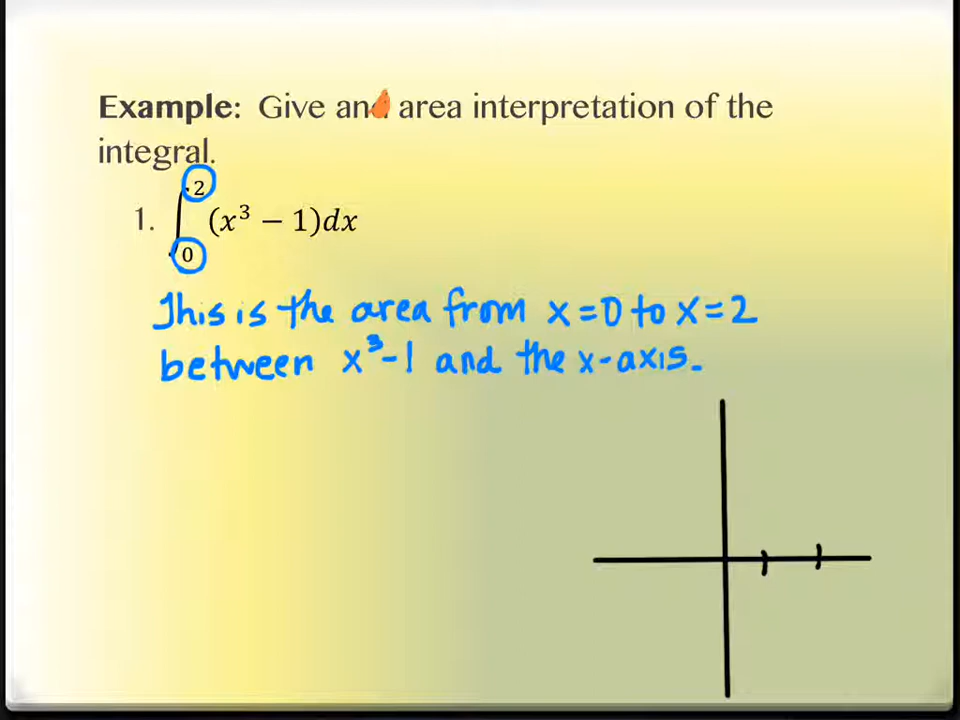 Example: Give an area interpretation of the
integral.
1. ∫₀² (x³ − 1)dx
This is the area from x=0 to x=2
between x³-1 and the x-axis.